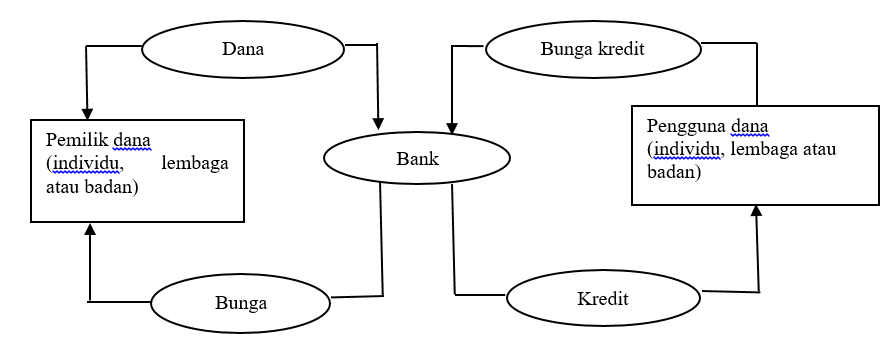 Dana
Bunga kredit
Pemilik dana
(individu, lembaga
atau badan)
Bank
Pengguna dana
(individu, lembaga atau
badan)
Bunga
Kredit